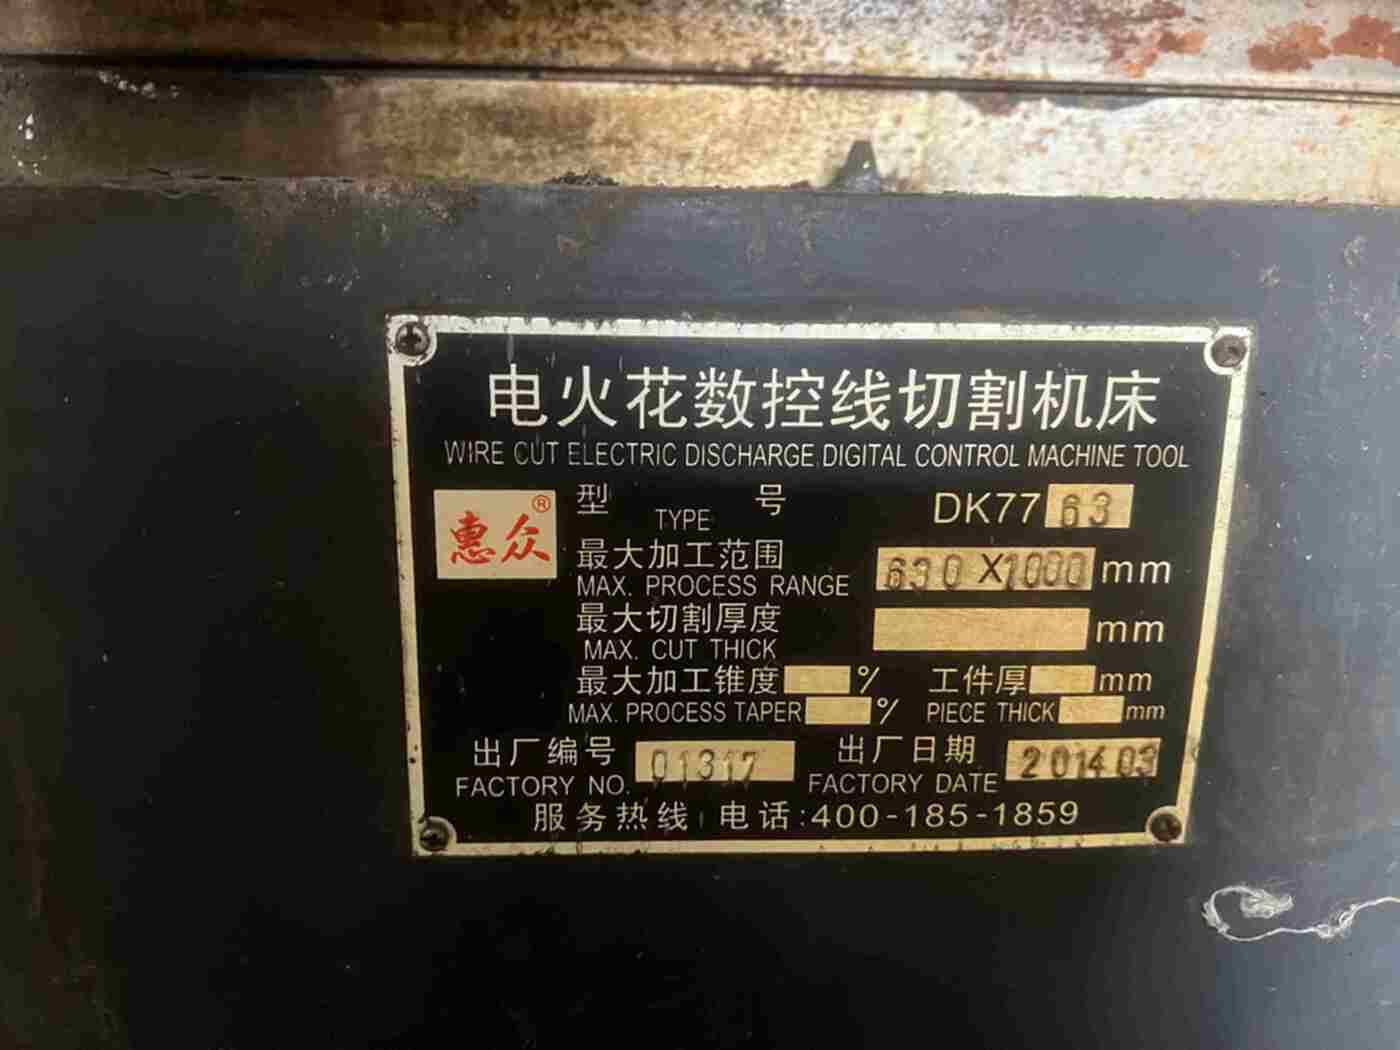 电火花数控线切割机床
WIRE CUT ELECTRIC DISCHARGE DIGITAL CONTROL MACHINE TOOL
惠众®
型 号 DK77 63
TYPE
最大加工范围 630 X 1000 mm
MAX. PROCESS RANGE
最大切割厚度 mm
MAX. CUT THICK
最大加工锥度 % 工件厚 mm
MAX. PROCESS TAPER % PIECE THICK mm
出厂编号 01317 出厂日期 201403
FACTORY NO. FACTORY DATE
服务热线 电话:400-185-1859